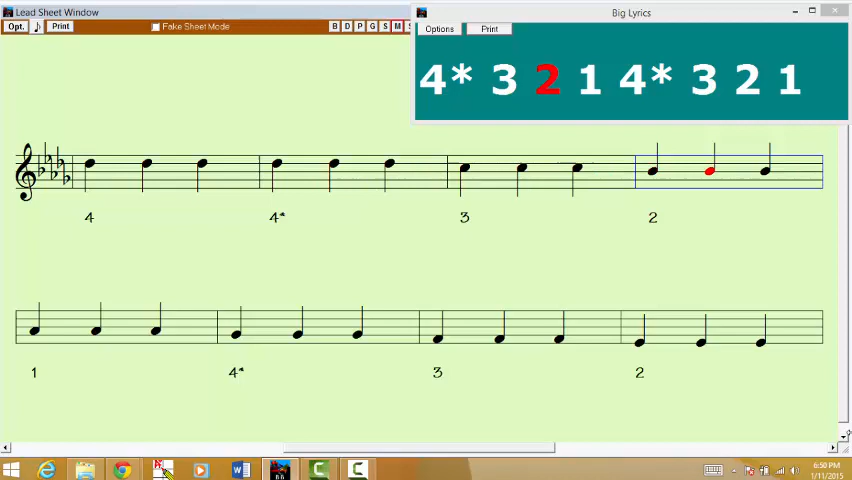 Lead Sheet Window
Big Lyrics
Opt. Print Fake Sheet Mode B D P G S M
Options Print
4* 3 2 1 4* 3 2 1
4 4* 3 2
1 4* 3 2
6:50 PM
1/11/2015